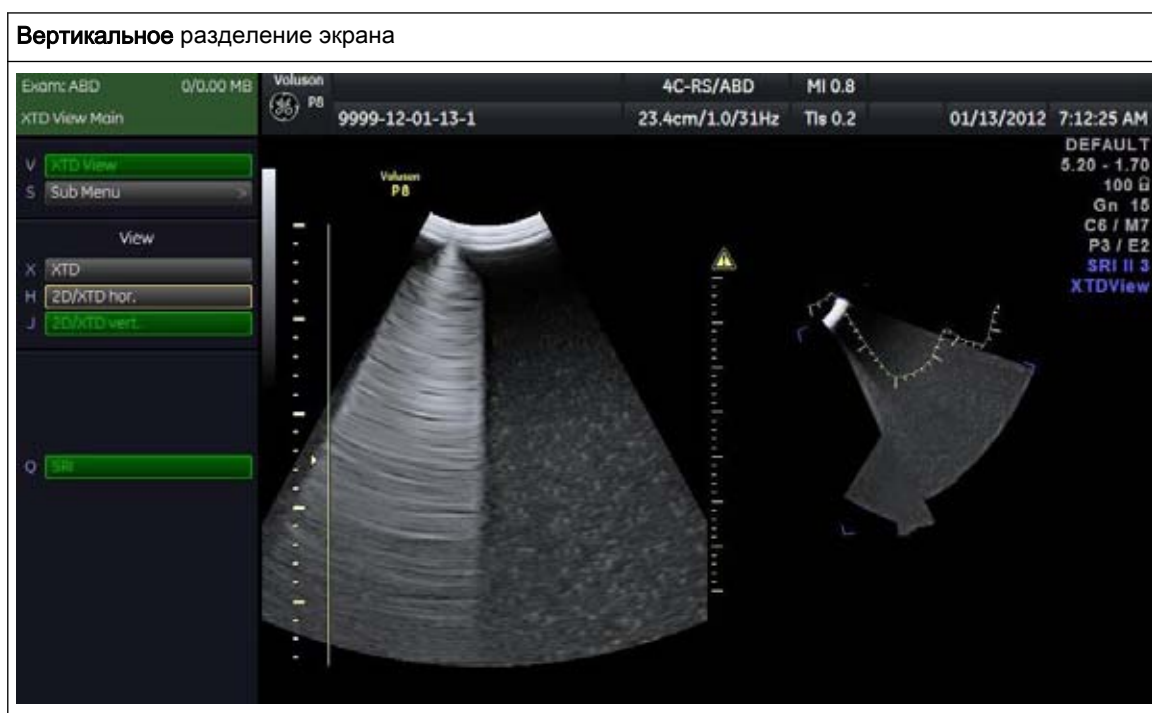 Вертикальное разделение экрана
Exam: ABD 0/0.00 MB
XTD View Main
Voluson
P8
4C-RS/ABD MI 0.8
9999-12-01-13-1 23.4cm/1.0/31Hz TIs 0.2 01/13/2012 7:12:25 AM
V XTD View
S Sub Menu >
View
X XTD
H 2D/XTD hor.
J 2D/XTD vert.
Q SRI
Voluson
P8
DEFAULT
5.20 - 1.70
100
Gn 15
C6 / M7
P3 / E2
SRI II 3
XTDView